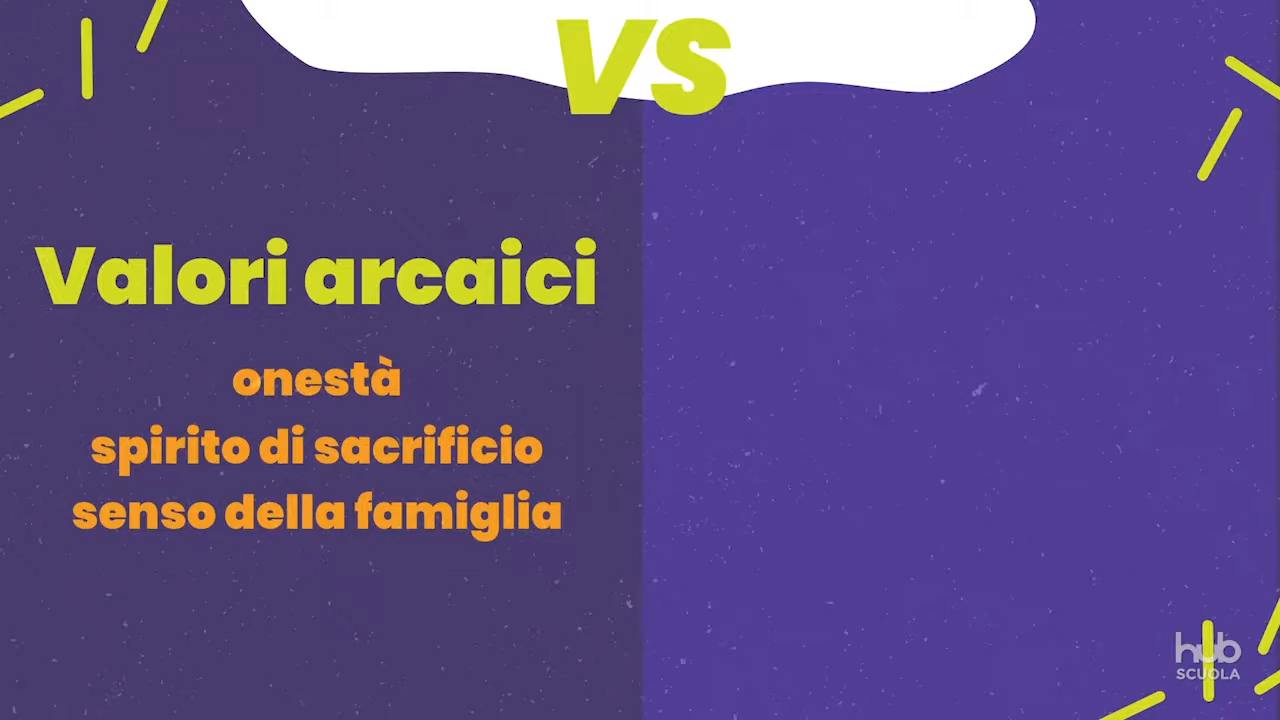 VS
Valori arcaici
onestà
spirito di sacrificio
senso della famiglia
hub
SCUOLA